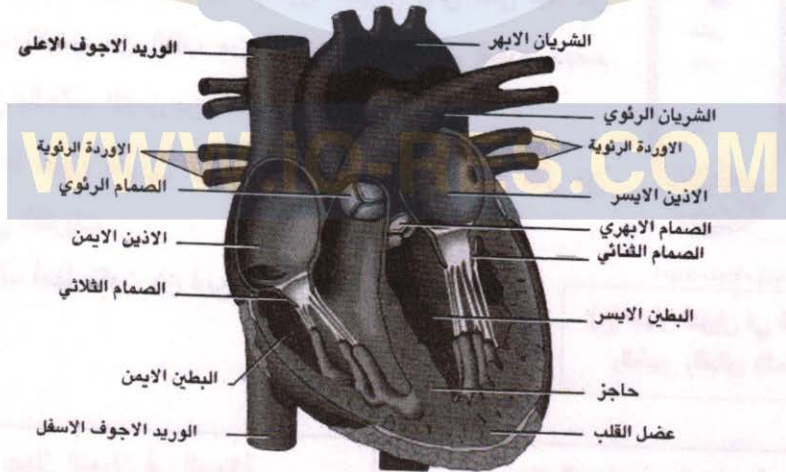 الشريان الابهر
الوريد الاجوف الاعلى
الشريان الرئوي
الاوردة الرئوية
الاوردة الرئوية
الصمام الرئوي
الاذين الايسر
الصمام الابهري
الاذين الايمن
الصمام الثنائي
الصمام الثلاثي
البطين الايسر
البطين الايمن
حاجز
الوريد الاجوف الاسفل
عضل القلب
WWW.IQ-RES.COM